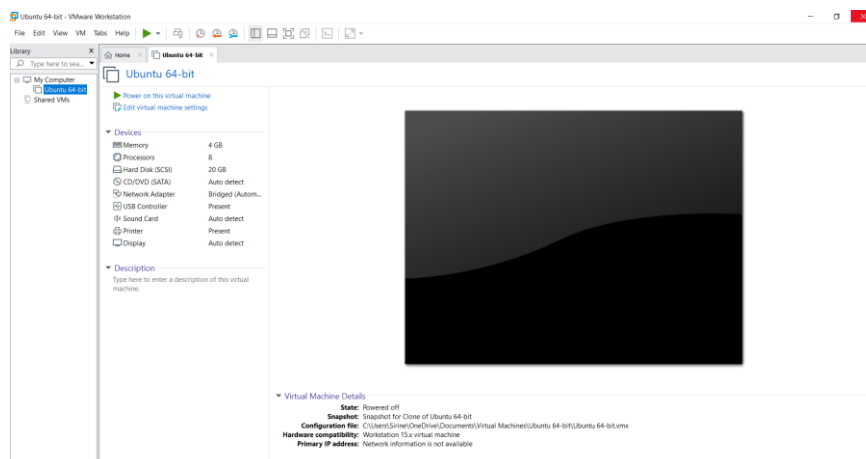 Ubuntu 64-bit - VMware Workstation
File Edit View VM Tabs Help
Library X
Type here to sea...
My Computer
Ubuntu 64-bit
Shared VMs
Home
Ubuntu 64-bit
Ubuntu 64-bit
Power on this virtual machine
Edit virtual machine settings
Devices
Memory 4 GB
Processors 8
Hard Disk (SCSI) 20 GB
CD/DVD (SATA) Auto detect
Network Adapter Bridged (Autom...
USB Controller Present
Sound Card Auto detect
Printer Present
Display Auto detect
Description
Type here to enter a description of this virtual
machine.
Virtual Machine Details
State: Powered off
Snapshot: Snapshot for Clone of Ubuntu 64-bit
Configuration file: C:\Users\Sirine\OneDrive\Documents\Virtual Machines\Ubuntu 64-bit\Ubuntu 64-bit.vmx
Hardware compatibility: Workstation 15.x virtual machine
Primary IP address: Network information is not available